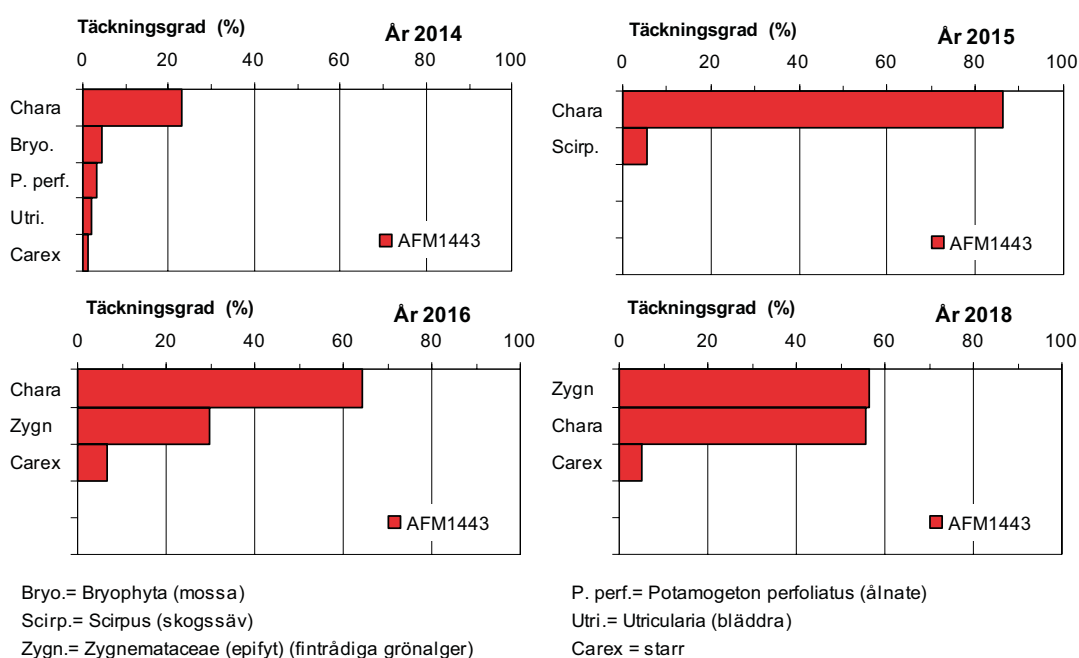 Täckningsgrad (%) År 2014
0 20 40 60 80 100
Chara
Bryo.
P. perf.
Utri.
Carex
AFM1443
Täckningsgrad (%) År 2015
0 20 40 60 80 100
Chara
Scirp.
AFM1443
Täckningsgrad (%) År 2016
0 20 40 60 80 100
Chara
Zygn
Carex
AFM1443
Täckningsgrad (%) År 2018
0 20 40 60 80 100
Zygn
Chara
Carex
AFM1443
Bryo.= Bryophyta (mossa)
Scirp.= Scirpus (skogssäv)
Zygn.= Zygnemataceae (epifyt) (fintrådiga grönalger)
P. perf.= Potamogeton perfoliatus (ålnate)
Utri.= Utricularia (bläddra)
Carex = starr